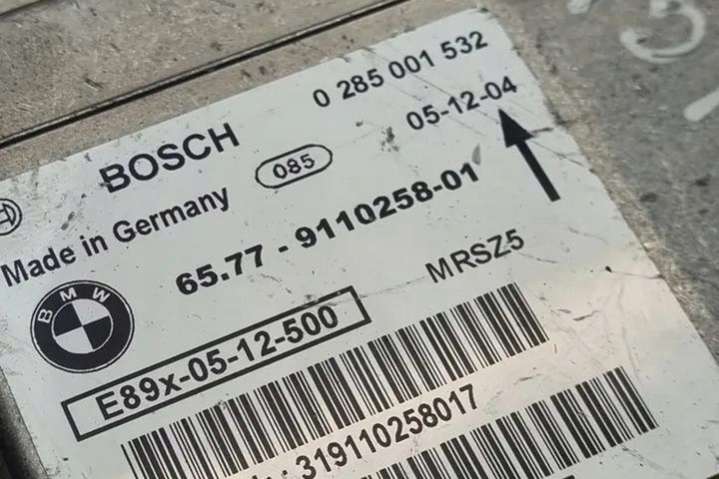 0 285 001 532
BOSCH
085
05-12-04
Made in Germany
65.77 - 9110258-01
BMW
MRSZ5
E89x-05-12-500
: 319110258017